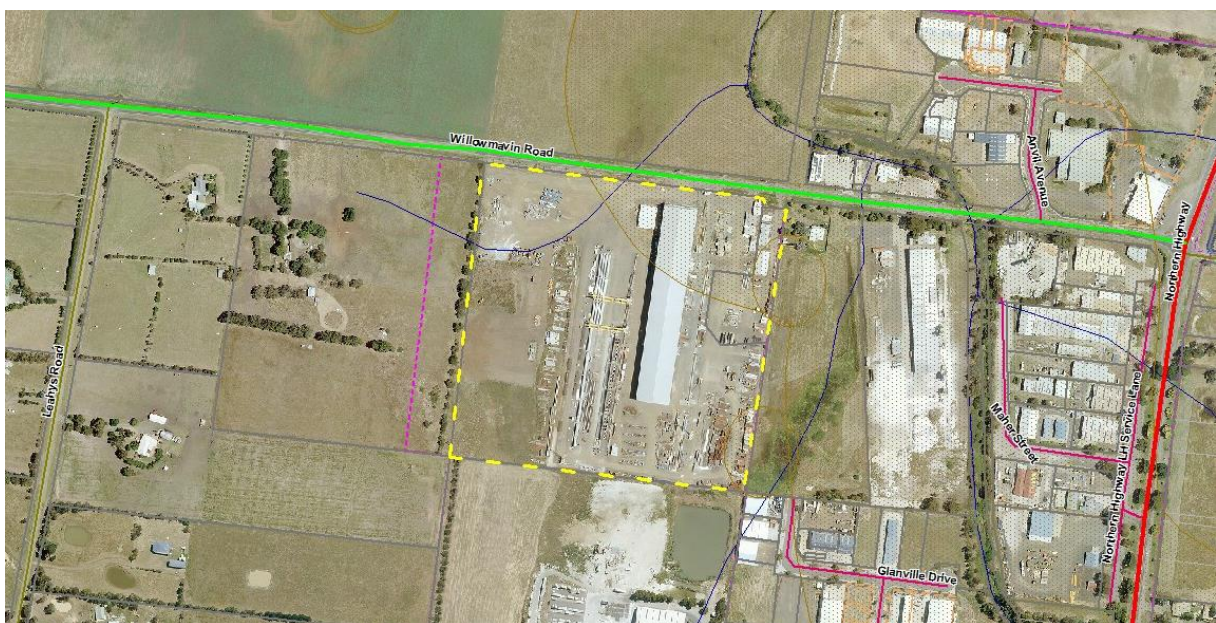 Willowmavin Road
Anvil Avenue
Northern Highway
Leahys Road
Maher Street
Northern Highway LH Service Lane
Glanville Drive